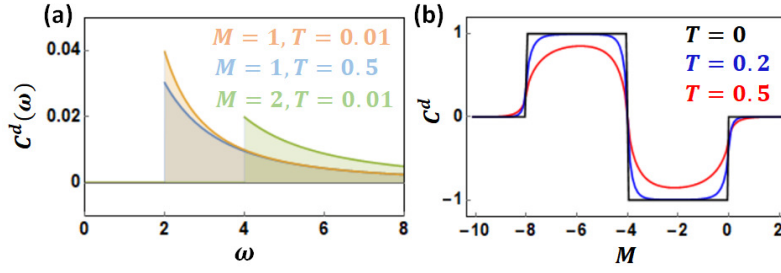 (a)
M = 1, T = 0.01
M = 1, T = 0.5
M = 2, T = 0.01
0.04
0.02
0
C^d(ω)
0 2 4 6 8
ω
(b)
T = 0
T = 0.2
T = 0.5
1
0
−1
C^d
−10 −8 −6 −4 −2 0 2
M